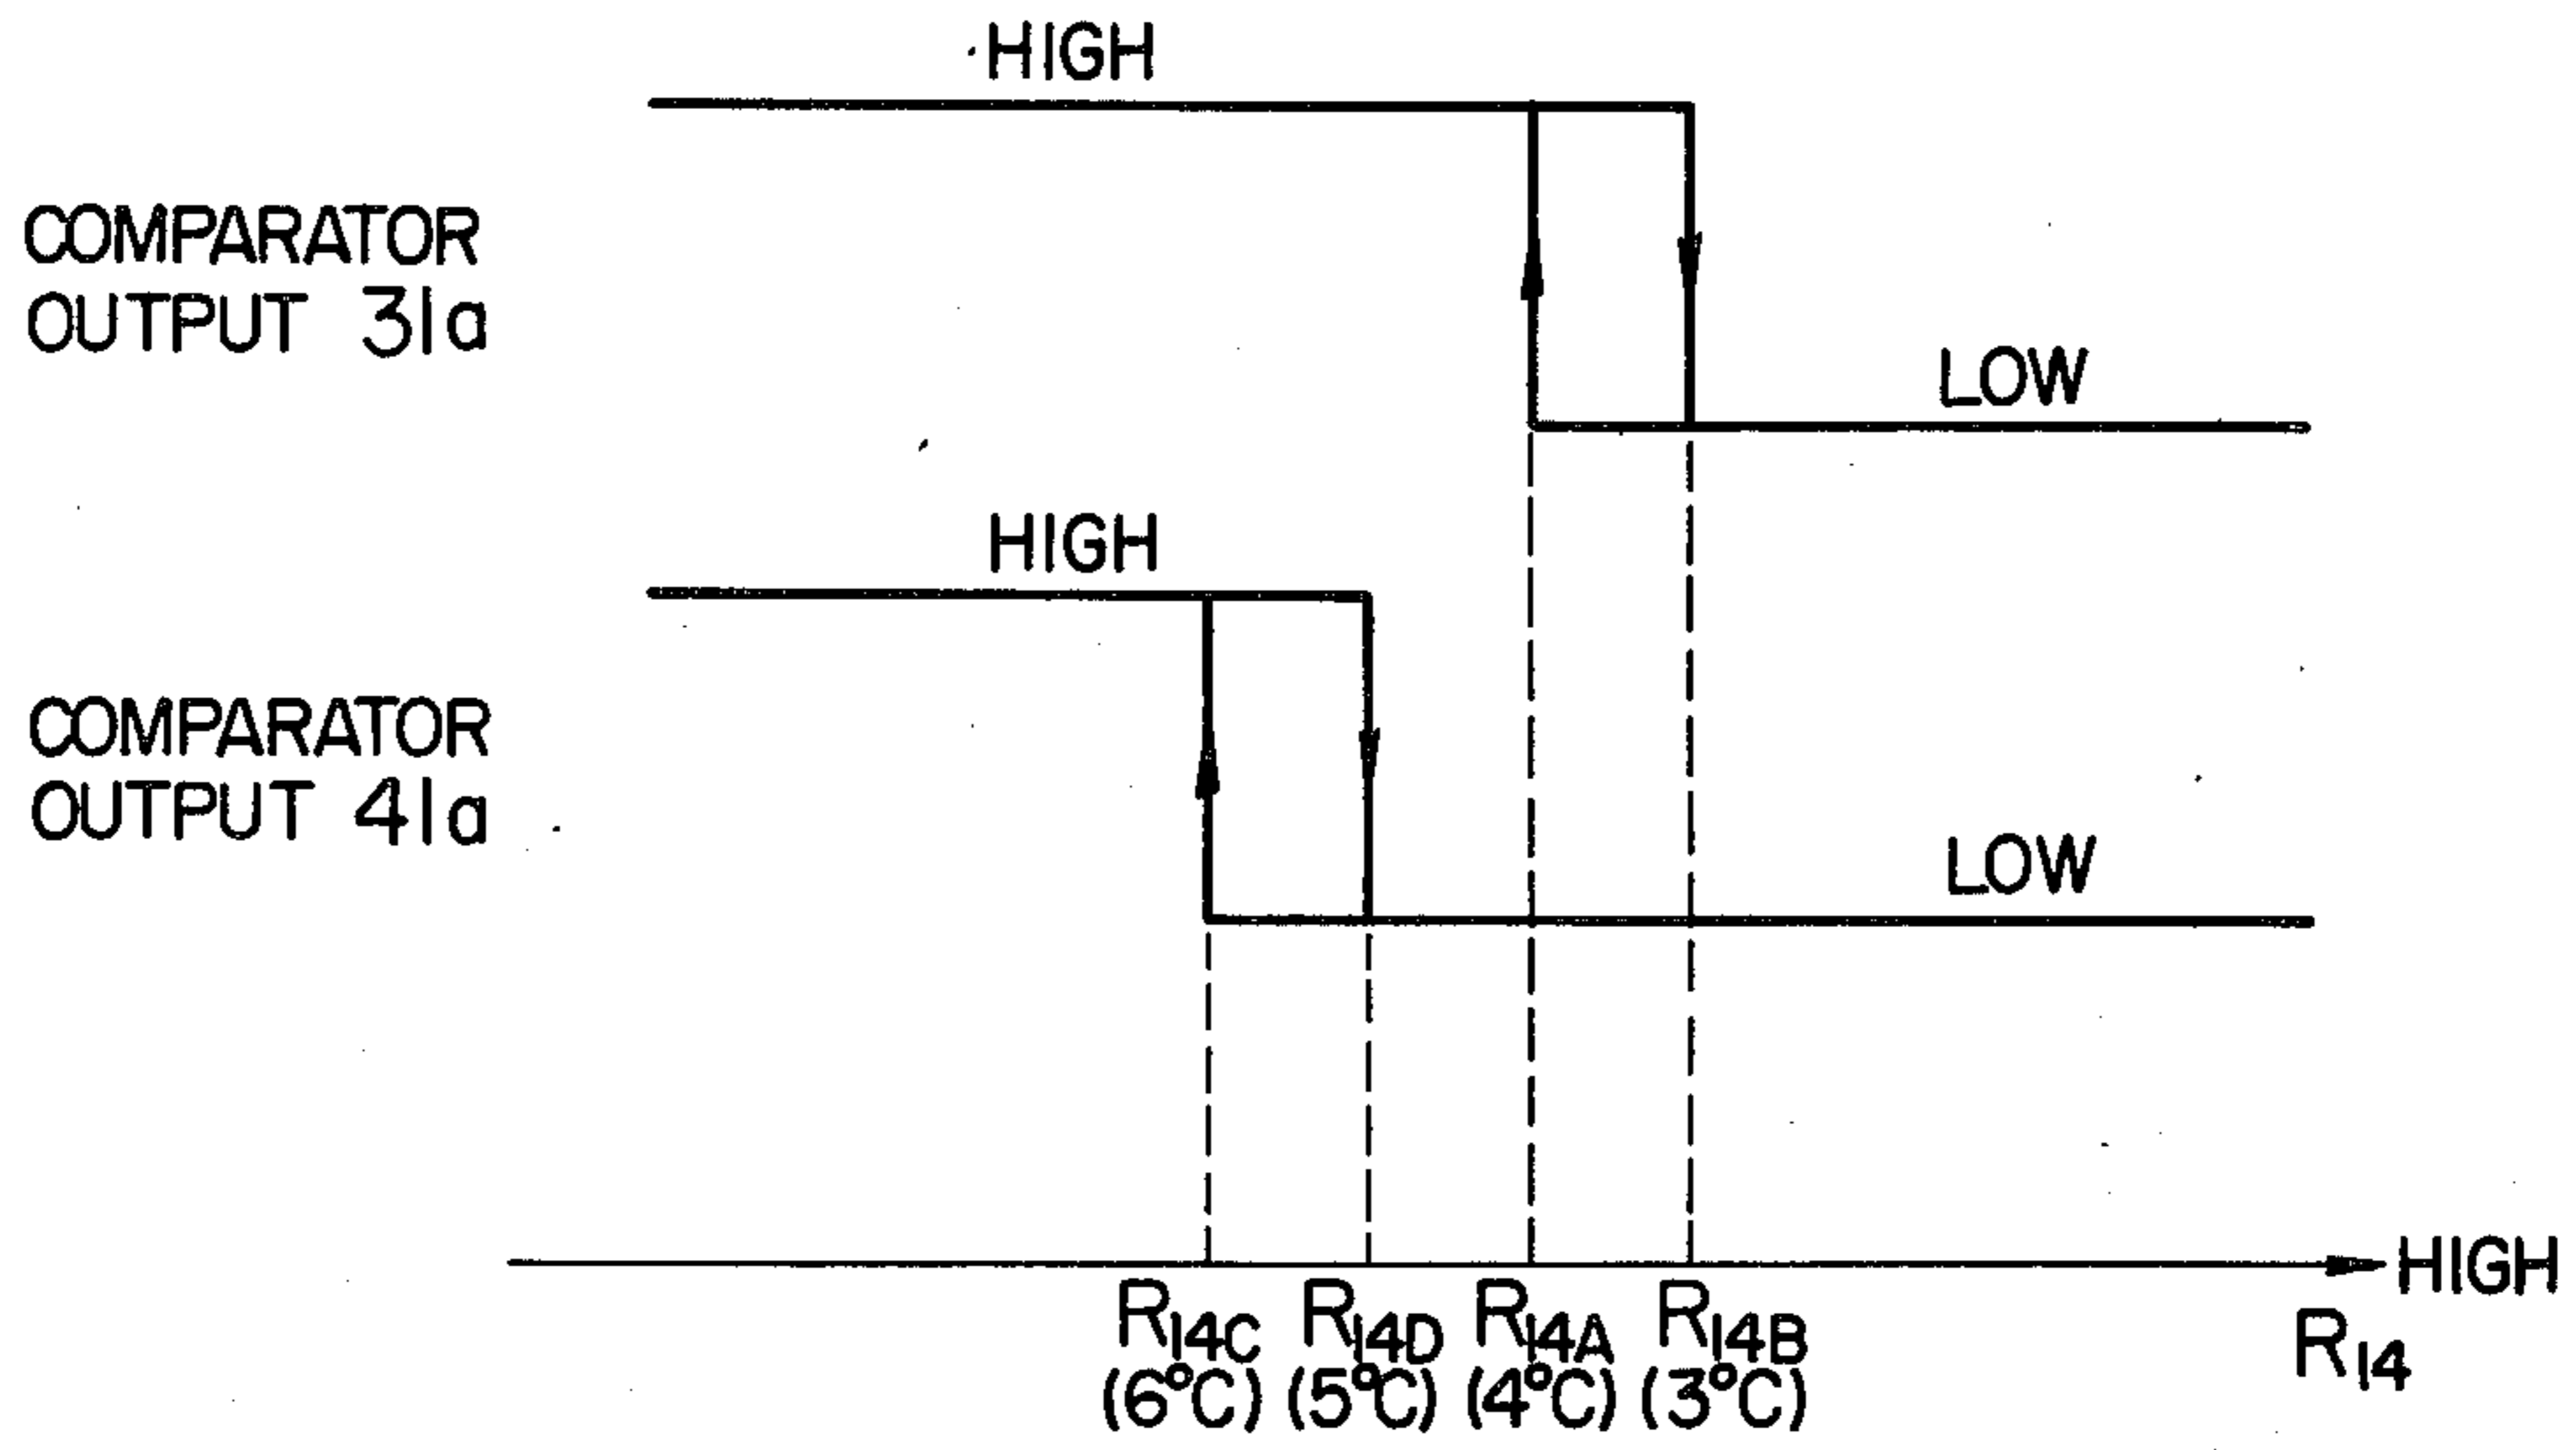 HIGH
COMPARATOR
OUTPUT 31a
LOW
HIGH
COMPARATOR
OUTPUT 41a
LOW
HIGH
R14C R14D R14A R14B R14
(6°C) (5°C) (4°C) (3°C)